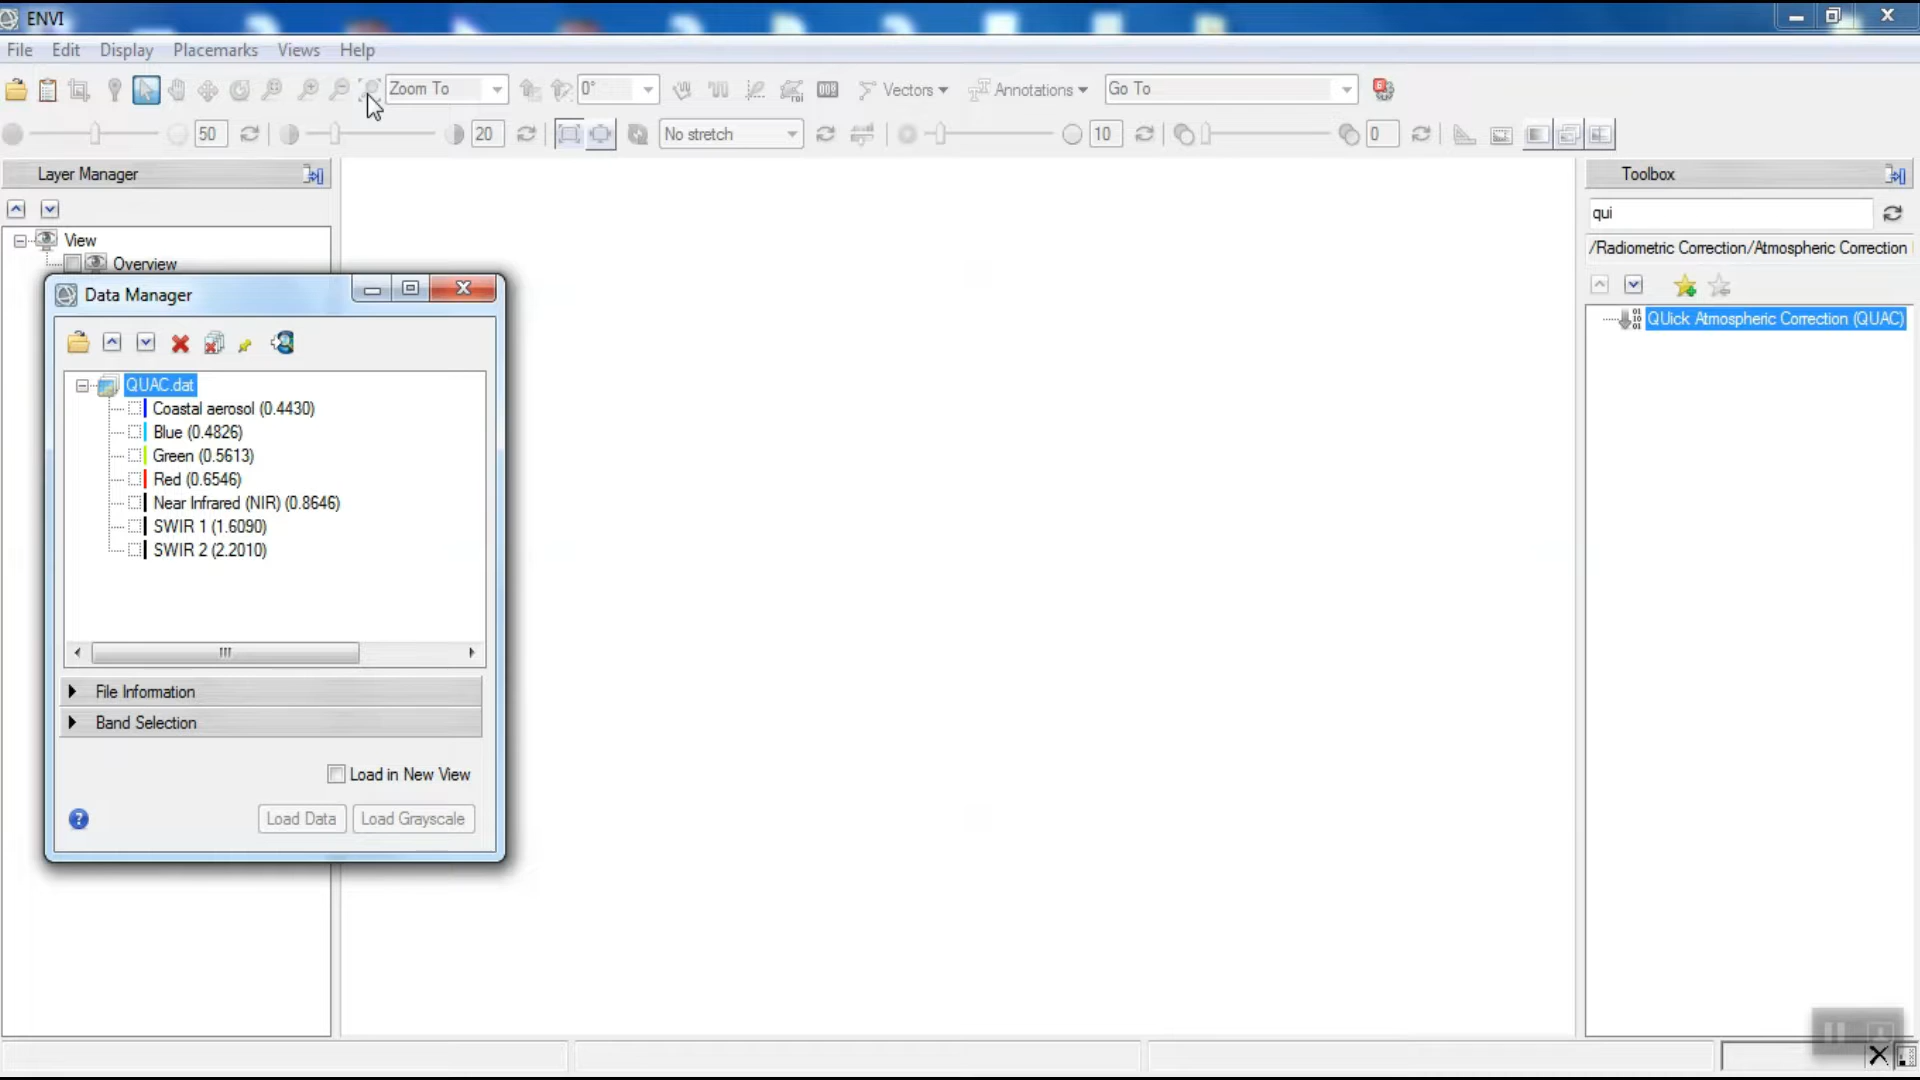 ENVI
File Edit Display Placemarks Views Help
Zoom To 0° Vectors Annotations Go To
50 20 No stretch 10 0
Layer Manager
Toolbox
qui
/Radiometric Correction/Atmospheric Correction
View
Overview
QUick Atmospheric Correction (QUAC)
Data Manager
QUAC.dat
Coastal aerosol (0.4430)
Blue (0.4826)
Green (0.5613)
Red (0.6546)
Near Infrared (NIR) (0.8646)
SWIR 1 (1.6090)
SWIR 2 (2.2010)
File Information
Band Selection
Load in New View
Load Data Load Grayscale